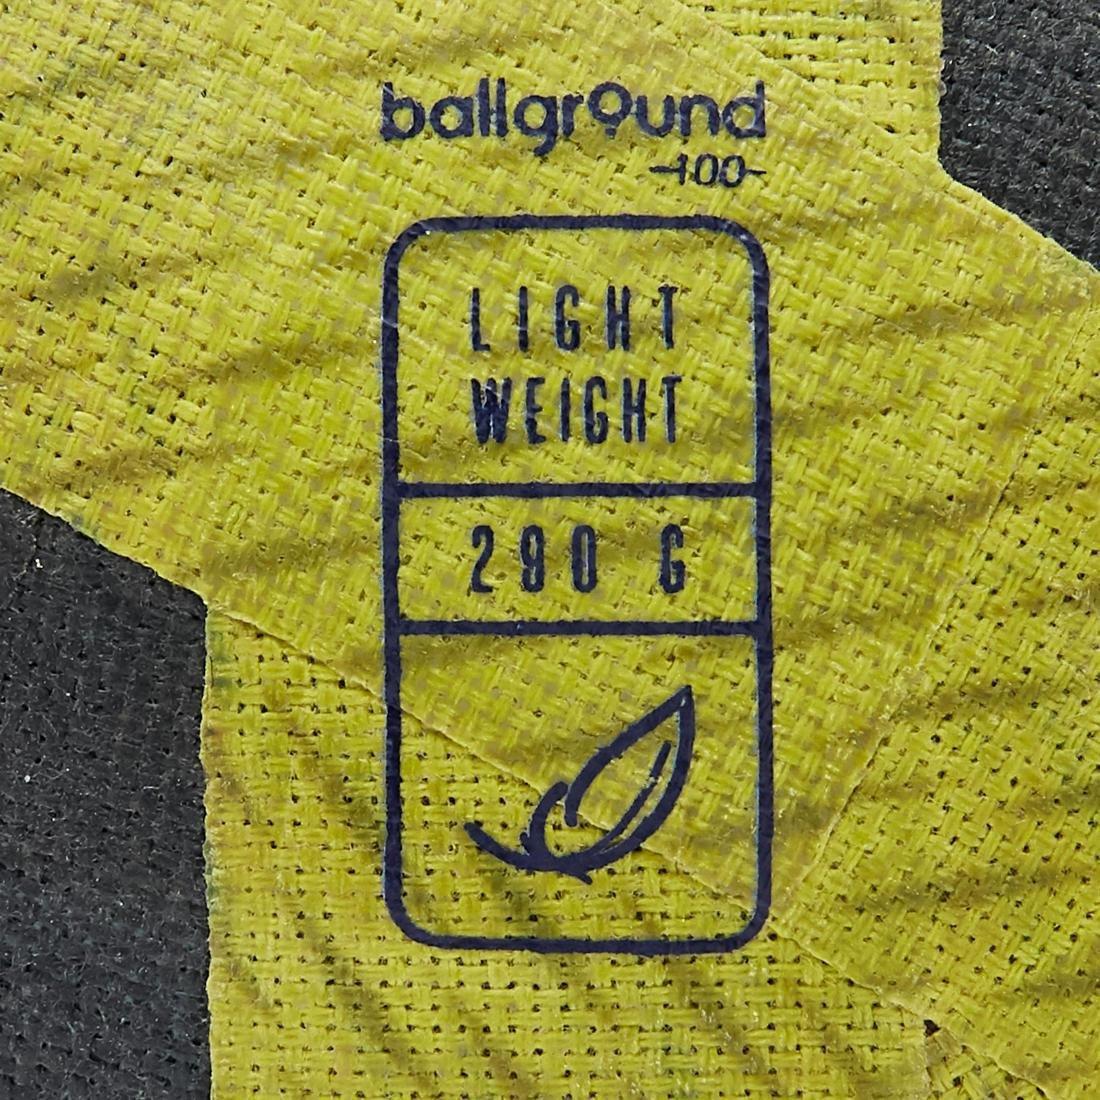 ballground
-100-
LIGHT
WEIGHT
290 G